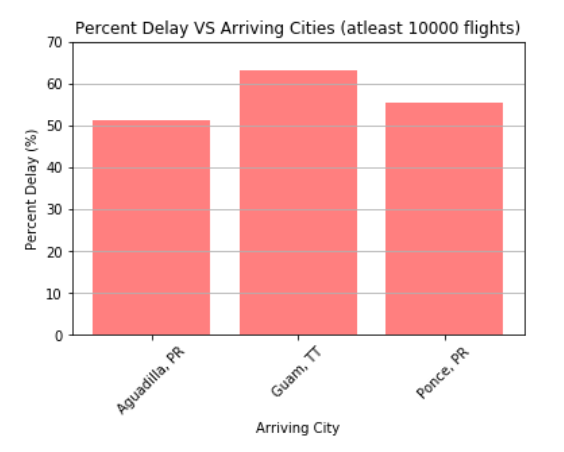 Percent Delay VS Arriving Cities (atleast 10000 flights)
70
60
50
40
30
20
10
0
Percent Delay (%)
Aguadilla, PR
Guam, TT
Ponce, PR
Arriving City